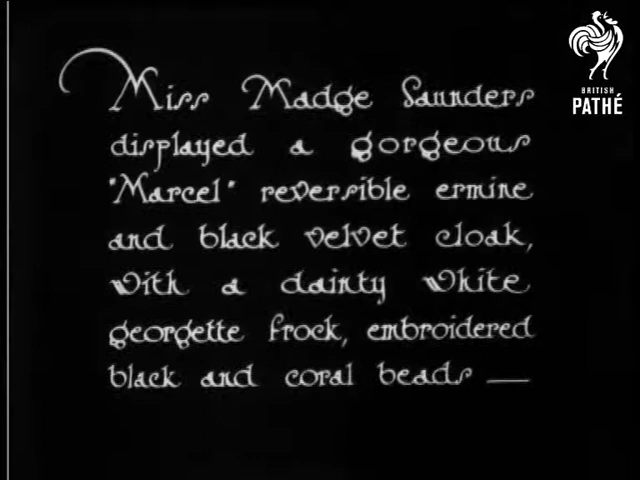 Miss Madge Saunders
displayed a gorgeous
"Marcel" reversible ermine
and black velvet cloak,
with a dainty white
georgette frock, embroidered
black and coral beads —
BRITISH
PATHÉ